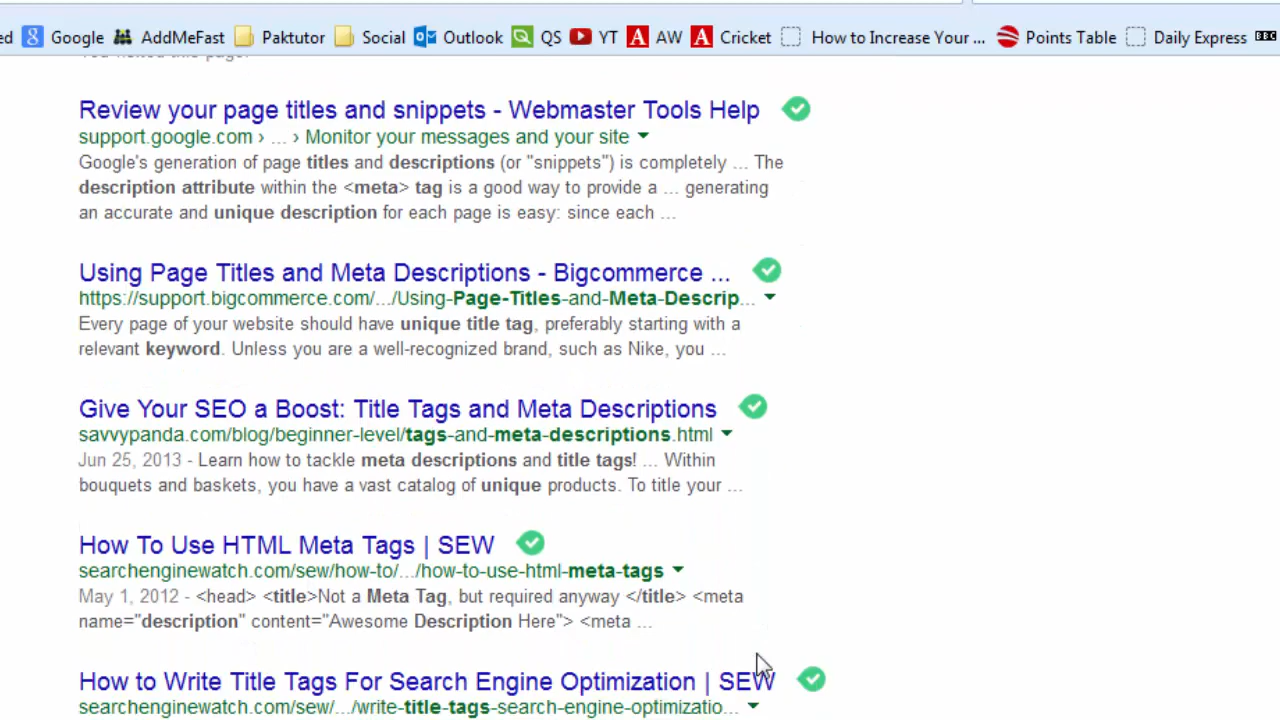 ed Google AddMeFast Paktutor Social Outlook QS YT AW Cricket How to Increase Your ... Points Table Daily Express BBC
You visited this page.
Review your page titles and snippets - Webmaster Tools Help
support.google.com › ... › Monitor your messages and your site
Google's generation of page titles and descriptions (or "snippets") is completely ... The
description attribute within the <meta> tag is a good way to provide a ... generating
an accurate and unique description for each page is easy: since each ...
Using Page Titles and Meta Descriptions - Bigcommerce ...
https://support.bigcommerce.com/.../Using-Page-Titles-and-Meta-Descrip...
Every page of your website should have unique title tag, preferably starting with a
relevant keyword. Unless you are a well-recognized brand, such as Nike, you ...
Give Your SEO a Boost: Title Tags and Meta Descriptions
savvypanda.com/blog/beginner-level/tags-and-meta-descriptions.html
Jun 25, 2013 - Learn how to tackle meta descriptions and title tags! ... Within
bouquets and baskets, you have a vast catalog of unique products. To title your ...
How To Use HTML Meta Tags | SEW
searchenginewatch.com/sew/how-to/.../how-to-use-html-meta-tags
May 1, 2012 - <head> <title>Not a Meta Tag, but required anyway </title> <meta
name="description" content="Awesome Description Here"> <meta ...
How to Write Title Tags For Search Engine Optimization | SEW
searchenginewatch.com/sew/.../write-title-tags-search-engine-optimizatio...